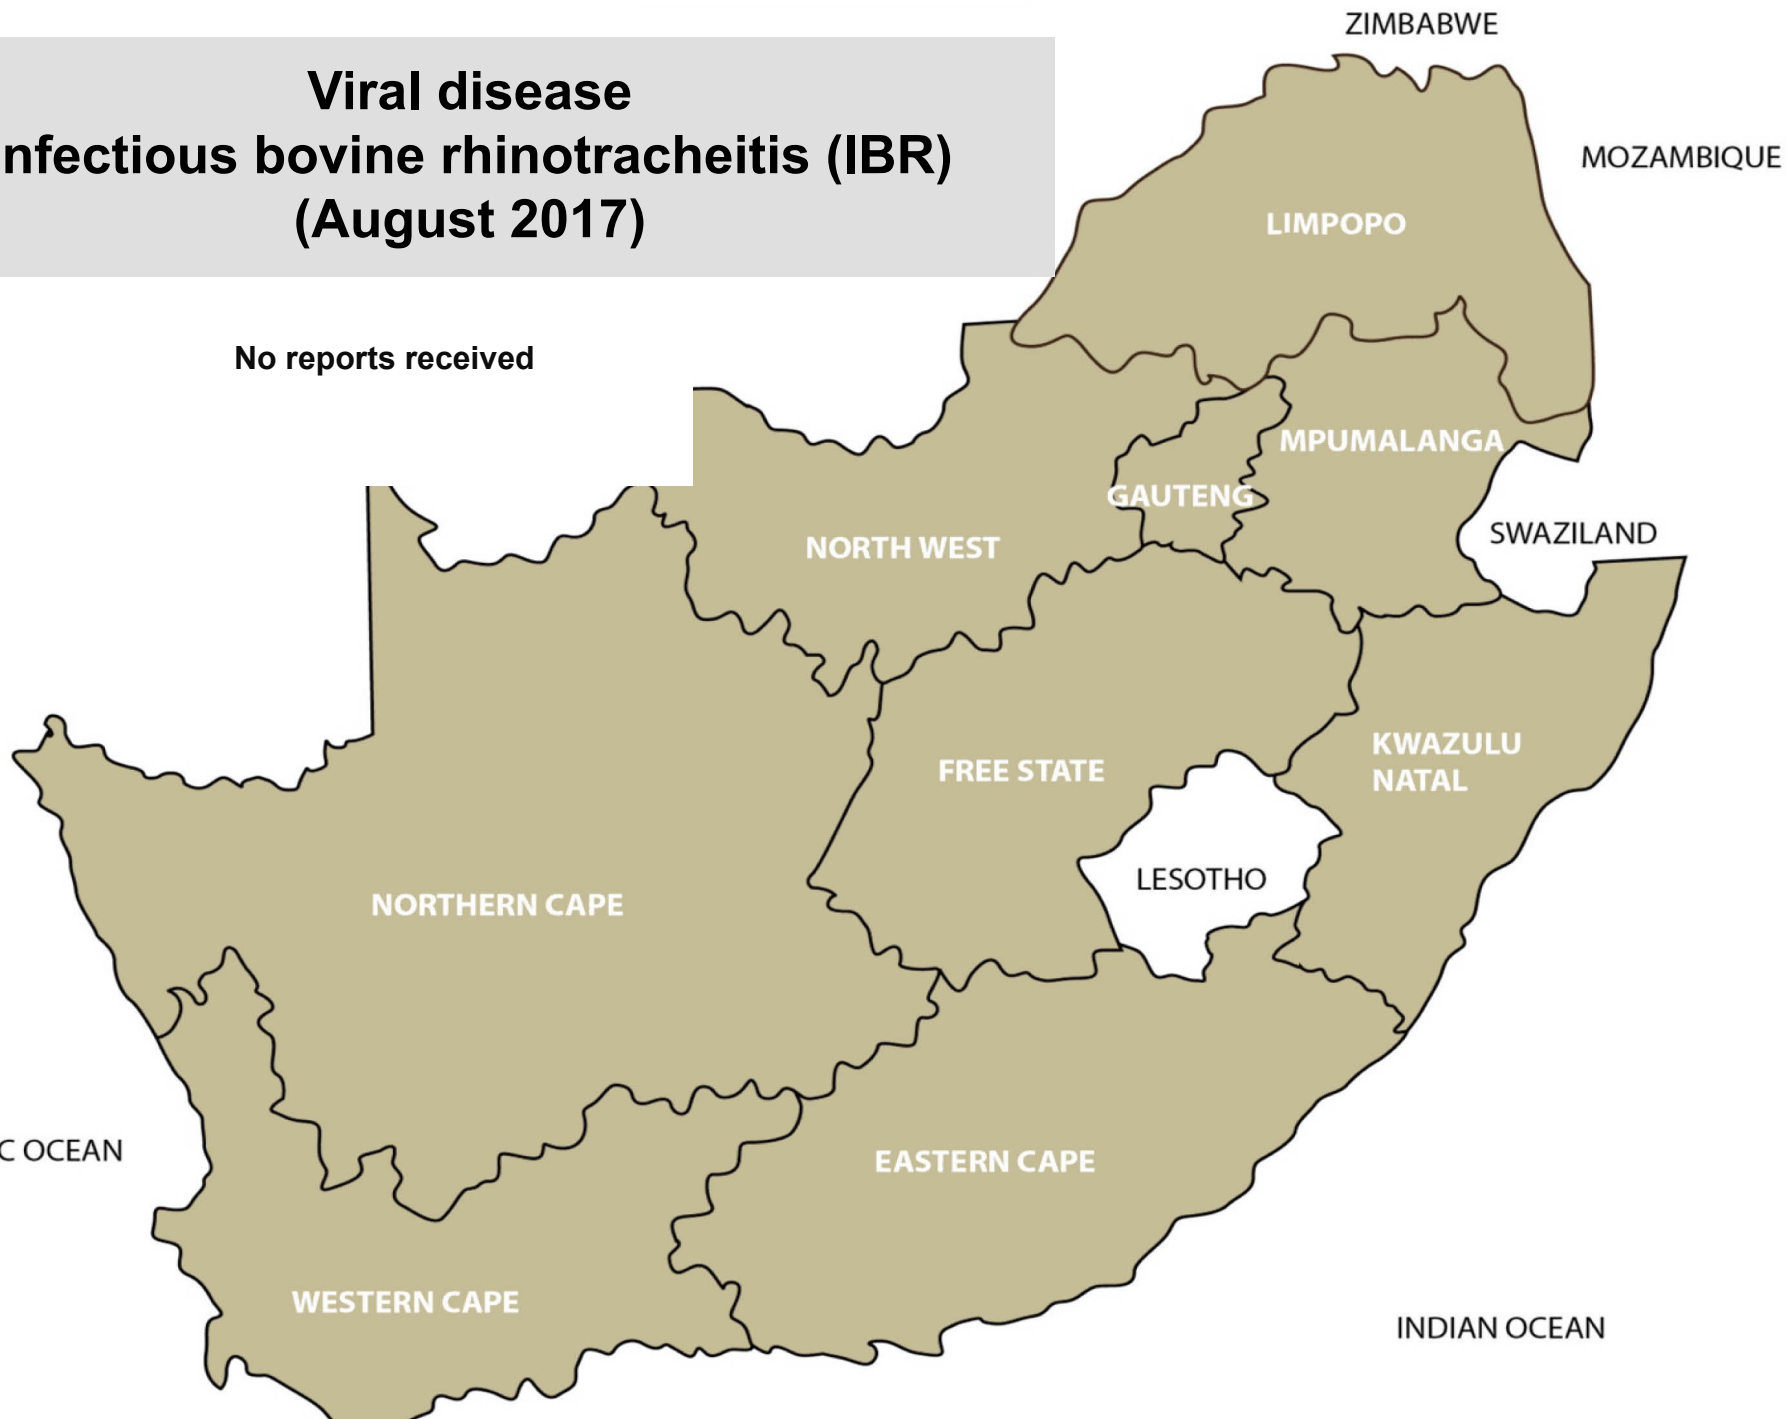 ZIMBABWE
Viral disease
nfectious bovine rhinotracheitis (IBR)
(August 2017)
MOZAMBIQUE
LIMPOPO
No reports received
MPUMALANGA
GAUTENG
SWAZILAND
NORTH WEST
KWAZULU
NATAL
FREE STATE
LESOTHO
NORTHERN CAPE
C OCEAN
EASTERN CAPE
WESTERN CAPE
INDIAN OCEAN